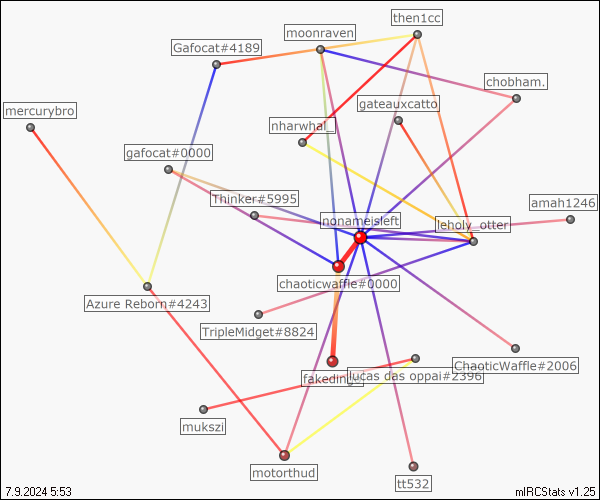 then1cc
moonraven
Gafocat#4189
chobham.
mercurybro
gateauxcatto
nharwhal_
gafocat#0000
Thinker#5995
amah1246
nonameisleft
leholy_otter
chaoticwaffle#0000
Azure Reborn#4243
TripleMidget#8824
ChaoticWaffle#2006
lucas das oppai#2396
mukszi
motorthud
tt532
7.9.2024 5:53
mIRCStats v1.25